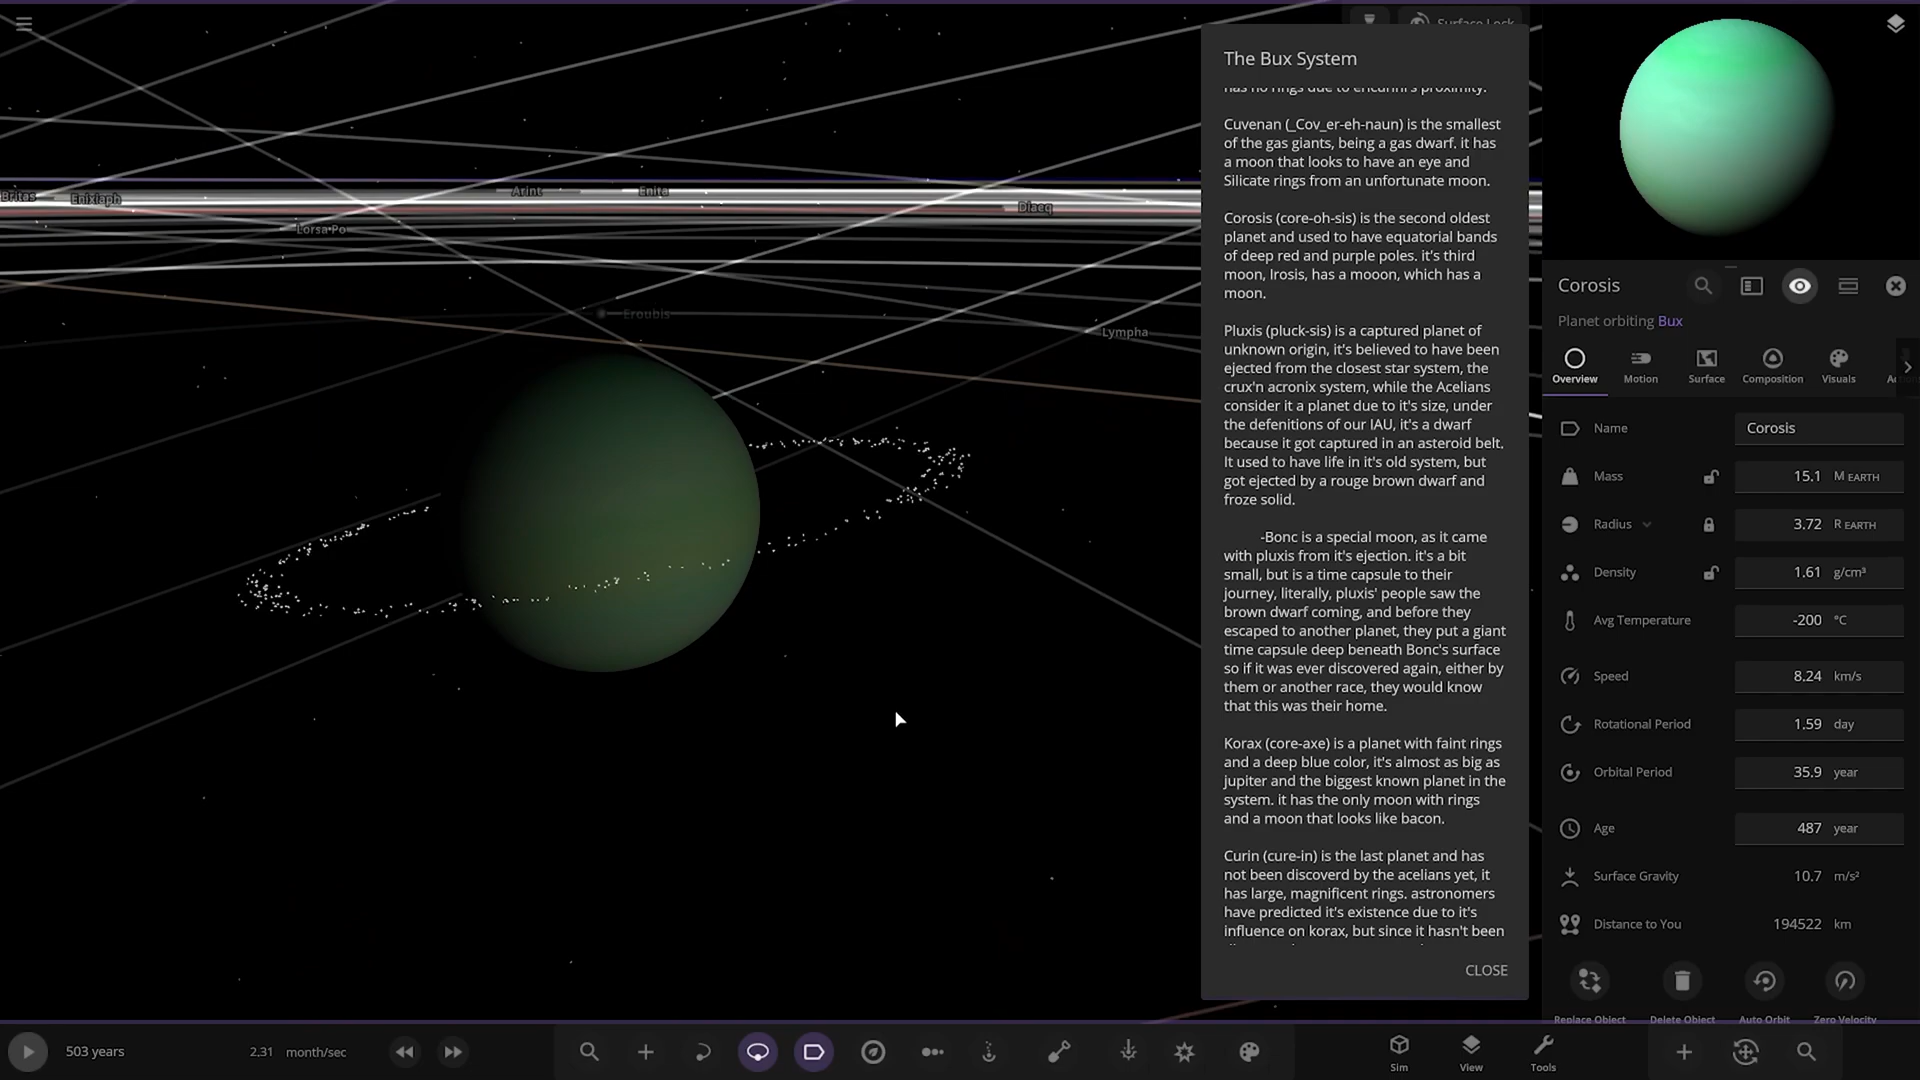 Surface Lock
The Bux System
has no rings due to encurini's proximity.
Cuvenan (_Cov_er-eh-naun) is the smallest
of the gas giants, being a gas dwarf. it has
a moon that looks to have an eye and
Silicate rings from an unfortunate moon.
Corosis (core-oh-sis) is the second oldest
planet and used to have equatorial bands
of deep red and purple poles. it's third
moon, Irosis, has a mooon, which has a
moon.
Pluxis (pluck-sis) is a captured planet of
unknown origin, it's believed to have been
ejected from the closest star system, the
crux'n acronix system, while the Acelians
consider it a planet due to it's size, under
the defenitions of our IAU, it's a dwarf
because it got captured in an asteroid belt.
It used to have life in it's old system, but
got ejected by a rouge brown dwarf and
froze solid.
-Bonc is a special moon, as it came
with pluxis from it's ejection. it's a bit
small, but is a time capsule to their
journey, literally, pluxis' people saw the
brown dwarf coming, and before they
escaped to another planet, they put a giant
time capsule deep beneath Bonc's surface
so if it was ever discovered again, either by
them or another race, they would know
that this was their home.
Korax (core-axe) is a planet with faint rings
and a deep blue color, it's almost as big as
jupiter and the biggest known planet in the
system. it has the only moon with rings
and a moon that looks like bacon.
Curin (cure-in) is the last planet and has
not been discoverd by the acelians yet, it
has large, magnificent rings. astronomers
have predicted it's existence due to it's
influence on korax, but since it hasn't been
CLOSE
Britas
Enixiaph
Arint
Enita
Diaeq
Lorsa Po
Eroubis
Lympha
Corosis
Planet orbiting Bux
Overview Motion Surface Composition Visuals
Name Corosis
Mass 15.1 M EARTH
Radius 3.72 R EARTH
Density 1.61 g/cm³
Avg Temperature -200 °C
Speed 8.24 km/s
Rotational Period 1.59 day
Orbital Period 35.9 year
Age 487 year
Surface Gravity 10.7 m/s²
Distance to You 194522 km
Replace Object Delete Object Auto Orbit Zero Velocity
503 years 2.31 month/sec
Sim View Tools